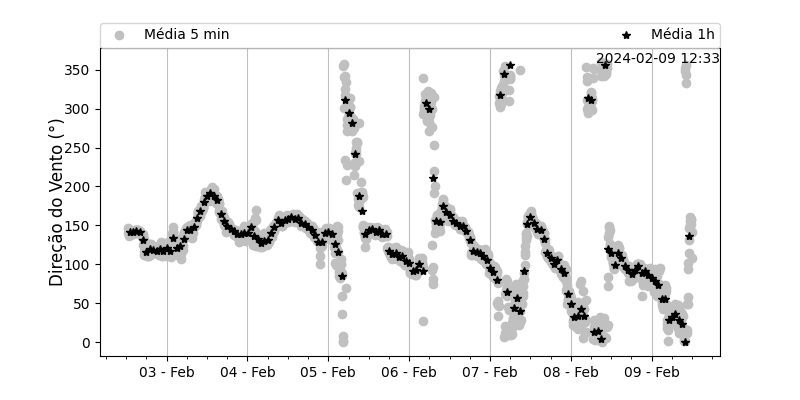 Média 5 min
Média 1h
2024-02-09 12:33
Direção do Vento (°)
350
300
250
200
150
100
50
0
03 - Feb
04 - Feb
05 - Feb
06 - Feb
07 - Feb
08 - Feb
09 - Feb